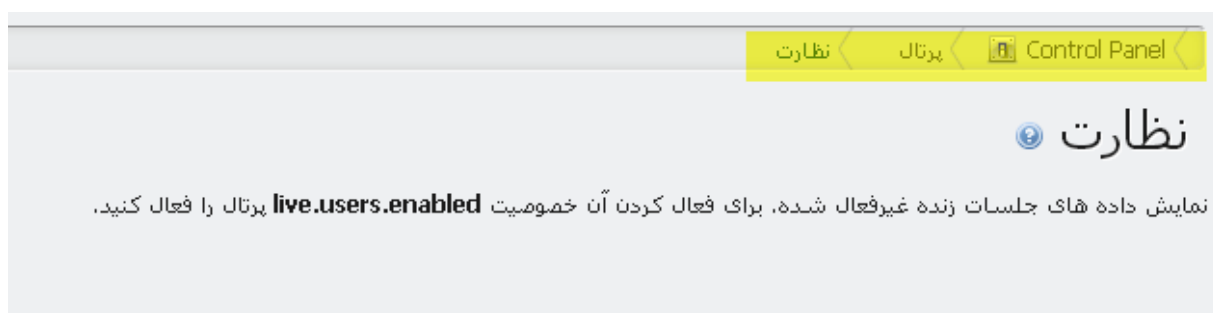 Control Panel پرتال نظارت
نظارت
نمایش داده های جلسات زنده غیرفعال شده. برای فعال کردن آن خصوصیت live.users.enabled پرتال را فعال کنید.